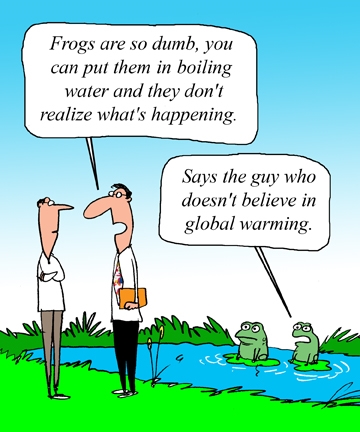 Frogs are so dumb, you
can put them in boiling
water and they don't
realize what's happening.
Says the guy who
doesn't believe in
global warming.